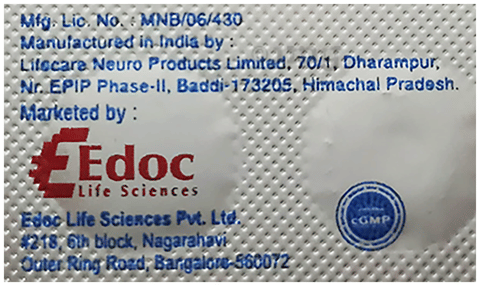 Mfg. Lic. No. : MNB/06/430
Manufactured in India by :
Lifecare Neuro Products Limited, 70/1, Dharampur,
Nr. EPIP Phase-II, Baddi-173205, Himachal Pradesh.
Marketed by :
Edoc
Life Sciences
cGMP
Edoc Life Sciences Pvt. Ltd.
#218, 6th block, Nagarahavi
Outer Ring Road, Bangalore-560072